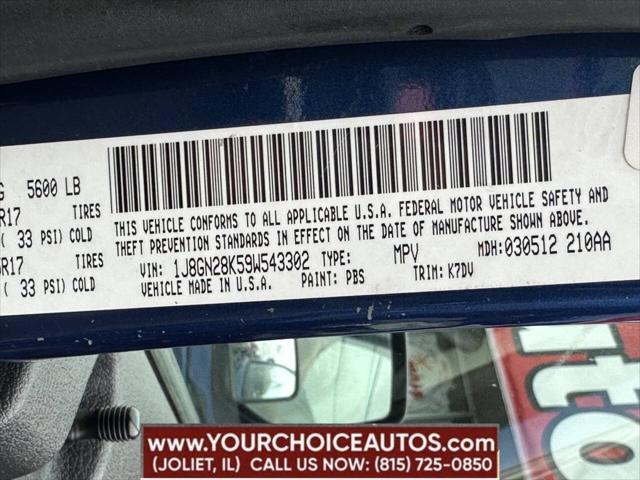 G 5600 LB
R17 TIRES
( 33 PSI) COLD
R17 TIRES
( 33 PSI) COLD
THIS VEHICLE CONFORMS TO ALL APPLICABLE U.S.A. FEDERAL MOTOR VEHICLE SAFETY AND
THEFT PREVENTION STANDARDS IN EFFECT ON THE DATE OF MANUFACTURE SHOWN ABOVE.
VIN: 1J8GN28K59W543302 TYPE: MPV MDH: 030512 210AA
VEHICLE MADE IN U.S.A. PAINT: PBS TRIM: K7DV
uto
WWW.YOURCHOICEAUTOS.COM
(JOLIET, IL) CALL US NOW: (815) 725-0850